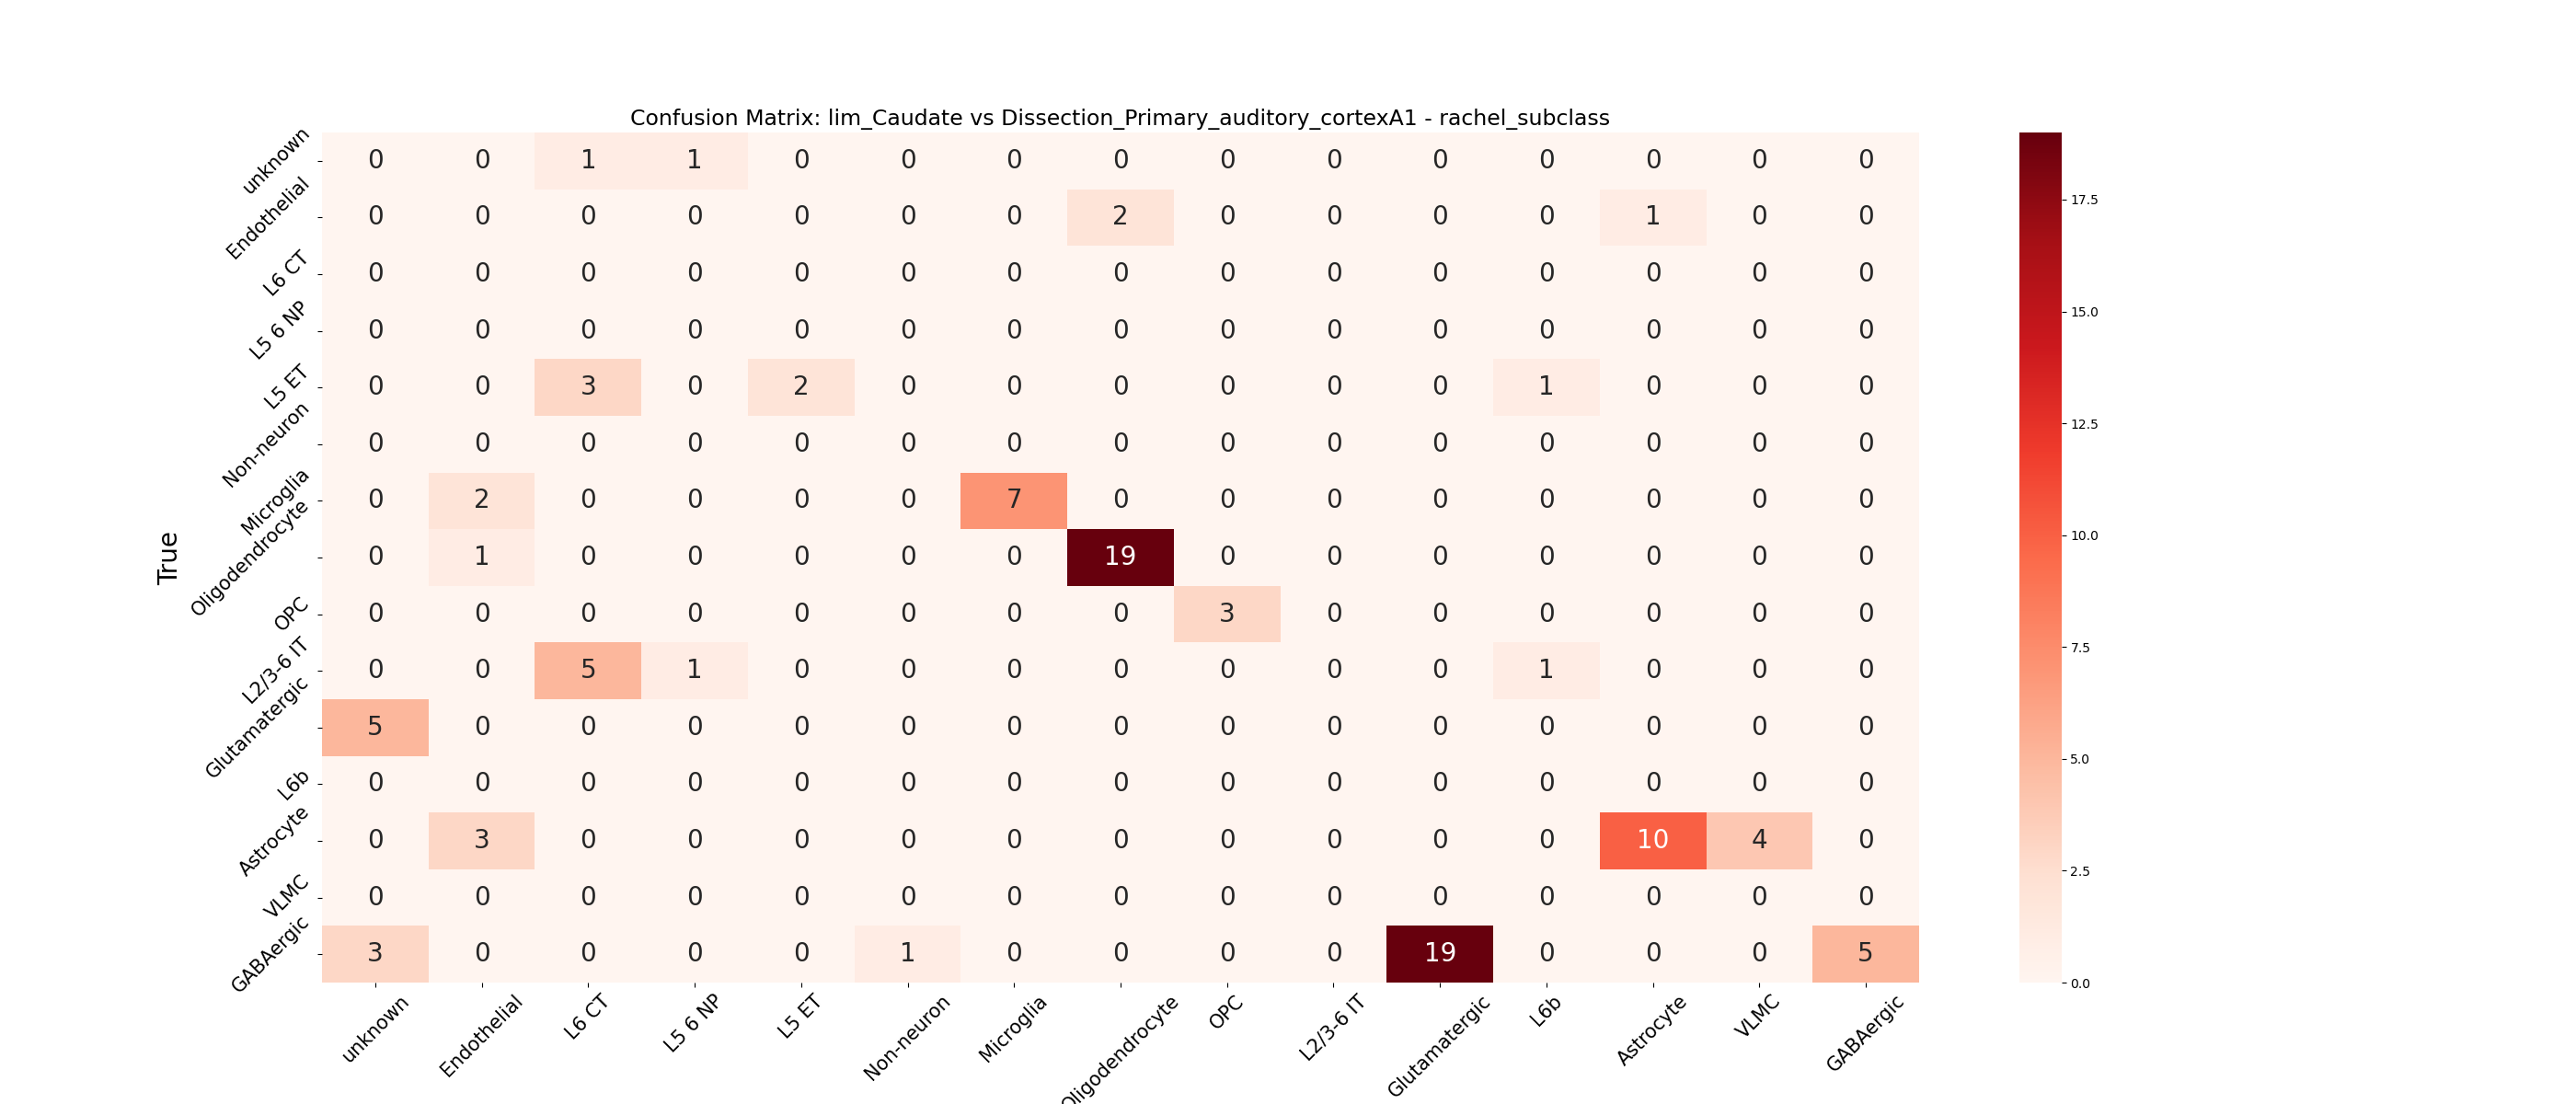 Confusion Matrix: lim_Caudate vs Dissection_Primary_auditory_cortexA1 - rachel_subclass
True
unknown 0 0 1 1 0 0 0 0 0 0 0 0 0 0 0
Endothelial 0 0 0 0 0 0 0 2 0 0 0 0 1 0 0
L6 CT 0 0 0 0 0 0 0 0 0 0 0 0 0 0 0
L5 6 NP 0 0 0 0 0 0 0 0 0 0 0 0 0 0 0
L5 ET 0 0 3 0 2 0 0 0 0 0 0 1 0 0 0
Non-neuron 0 0 0 0 0 0 0 0 0 0 0 0 0 0 0
Microglia 0 2 0 0 0 0 7 0 0 0 0 0 0 0 0
Oligodendrocyte 0 1 0 0 0 0 0 19 0 0 0 0 0 0 0
OPC 0 0 0 0 0 0 0 0 3 0 0 0 0 0 0
L2/3-6 IT 0 0 5 1 0 0 0 0 0 0 0 1 0 0 0
Glutamatergic 5 0 0 0 0 0 0 0 0 0 0 0 0 0 0
L6b 0 0 0 0 0 0 0 0 0 0 0 0 0 0 0
Astrocyte 0 3 0 0 0 0 0 0 0 0 0 0 10 4 0
VLMC 0 0 0 0 0 0 0 0 0 0 0 0 0 0 0
GABAergic 3 0 0 0 0 1 0 0 0 0 19 0 0 0 5
unknown Endothelial L6 CT L5 6 NP L5 ET Non-neuron Microglia Oligodendrocyte OPC L2/3-6 IT Glutamatergic L6b Astrocyte VLMC GABAergic
17.5
15.0
12.5
10.0
7.5
5.0
2.5
0.0